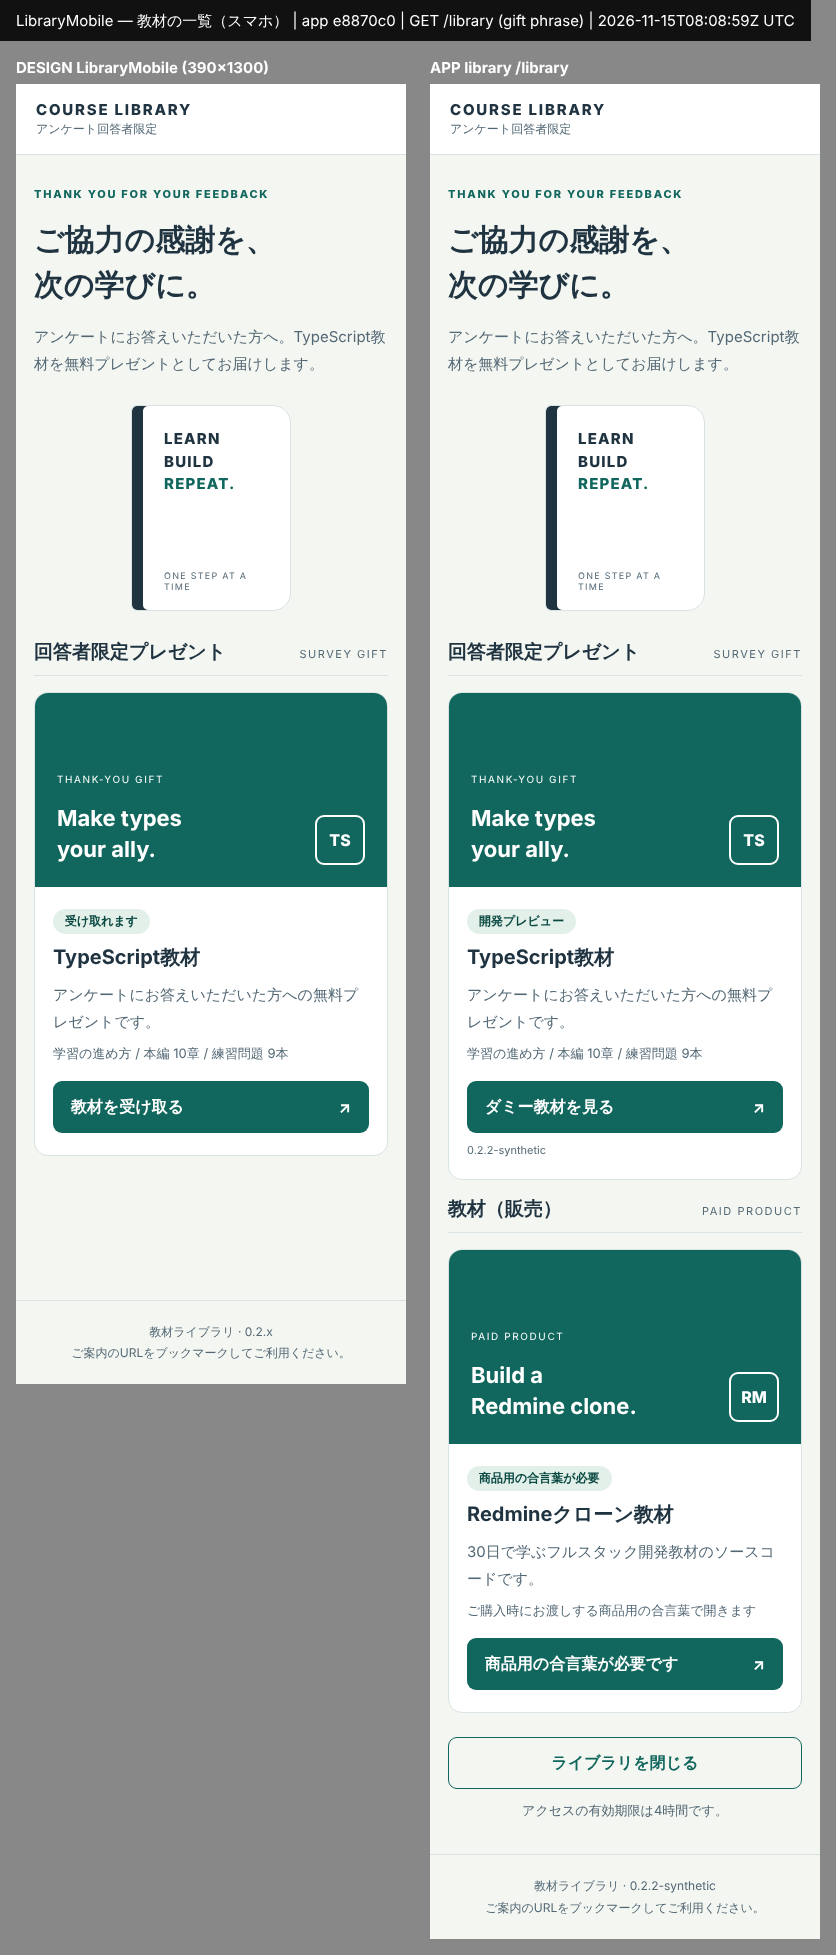 LibraryMobile — 教材の一覧（スマホ） | app e8870c0 | GET /library (gift phrase) | 2026-11-15T08:08:59Z UTC
DESIGN LibraryMobile (390×1300)
COURSE LIBRARY
アンケート回答者限定
THANK YOU FOR YOUR FEEDBACK
ご協力の感謝を、
次の学びに。
アンケートにお答えいただいた方へ。TypeScript教
材を無料プレゼントとしてお届けします。
LEARN
BUILD
REPEAT.
ONE STEP AT A
TIME
回答者限定プレゼント
SURVEY GIFT
THANK-YOU GIFT
Make types
your ally.
TS
受け取れます
TypeScript教材
アンケートにお答えいただいた方への無料プ
レゼントです。
学習の進め方 / 本編 10章 / 練習問題 9本
教材を受け取る
教材ライブラリ · 0.2.x
ご案内のURLをブックマークしてご利用ください。
APP library /library
COURSE LIBRARY
アンケート回答者限定
THANK YOU FOR YOUR FEEDBACK
ご協力の感謝を、
次の学びに。
アンケートにお答えいただいた方へ。TypeScript教
材を無料プレゼントとしてお届けします。
LEARN
BUILD
REPEAT.
ONE STEP AT A
TIME
回答者限定プレゼント
SURVEY GIFT
THANK-YOU GIFT
Make types
your ally.
TS
開発プレビュー
TypeScript教材
アンケートにお答えいただいた方への無料プ
レゼントです。
学習の進め方 / 本編 10章 / 練習問題 9本
ダミー教材を見る
0.2.2-synthetic
教材（販売）
PAID PRODUCT
PAID PRODUCT
Build a
Redmine clone.
RM
商品用の合言葉が必要
Redmineクローン教材
30日で学ぶフルスタック開発教材のソースコ
ードです。
ご購入時にお渡しする商品用の合言葉で開きます
商品用の合言葉が必要です
ライブラリを閉じる
アクセスの有効期限は4時間です。
教材ライブラリ · 0.2.2-synthetic
ご案内のURLをブックマークしてご利用ください。